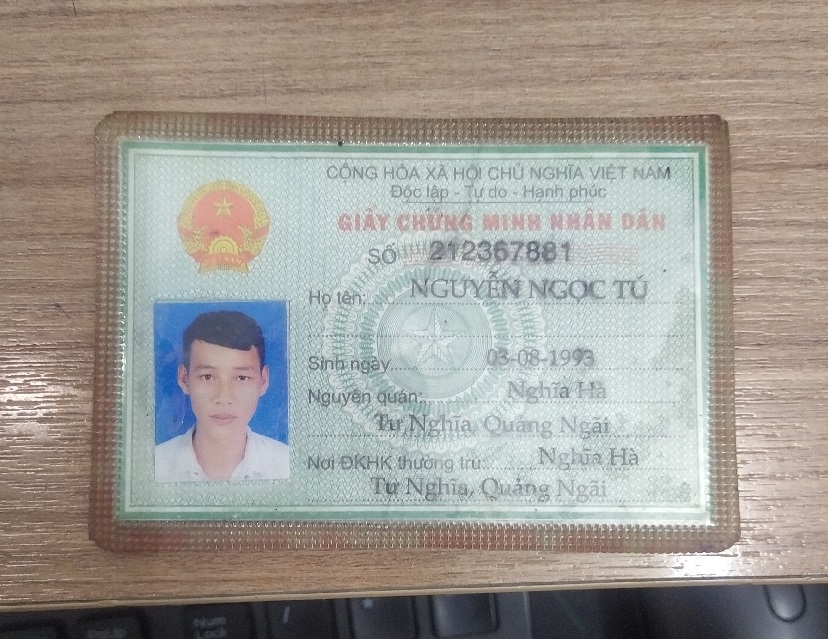 CỘNG HÒA XÃ HỘI CHỦ NGHĨA VIỆT NAM
Độc lập - Tự do - Hạnh phúc
GIẤY CHỨNG MINH NHÂN DÂN
SỐ 212367881
Họ tên: NGUYỄN NGỌC TÚ
Sinh ngày 03-08-1993
Nguyên quán: Nghĩa Hà
Tư Nghĩa, Quảng Ngãi
Nơi ĐKHK thường trú: Nghĩa Hà
Tư Nghĩa, Quảng Ngãi
Num
Lock